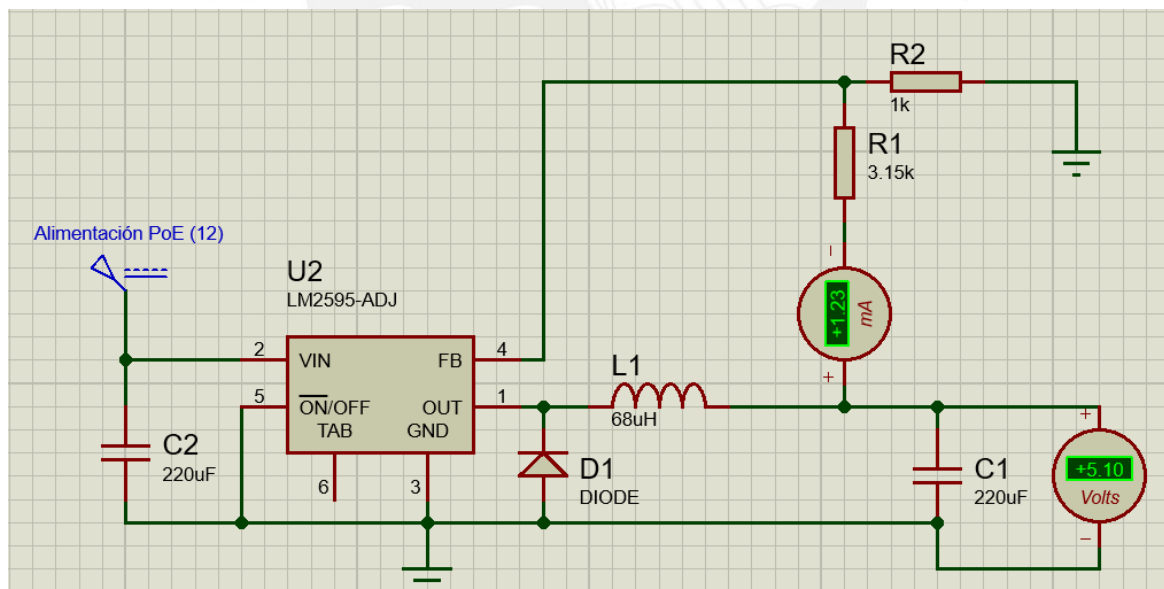 R2
1k
R1
3.15k
Alimentación PoE (12)
U2
LM2595-ADJ
-
+1.23
mA
+
2
VIN
FB
4
5
ON/OFF
OUT
1
TAB
GND
6
3
L1
68uH
C2
220uF
D1
DIODE
C1
220uF
+
+5.10
Volts
-